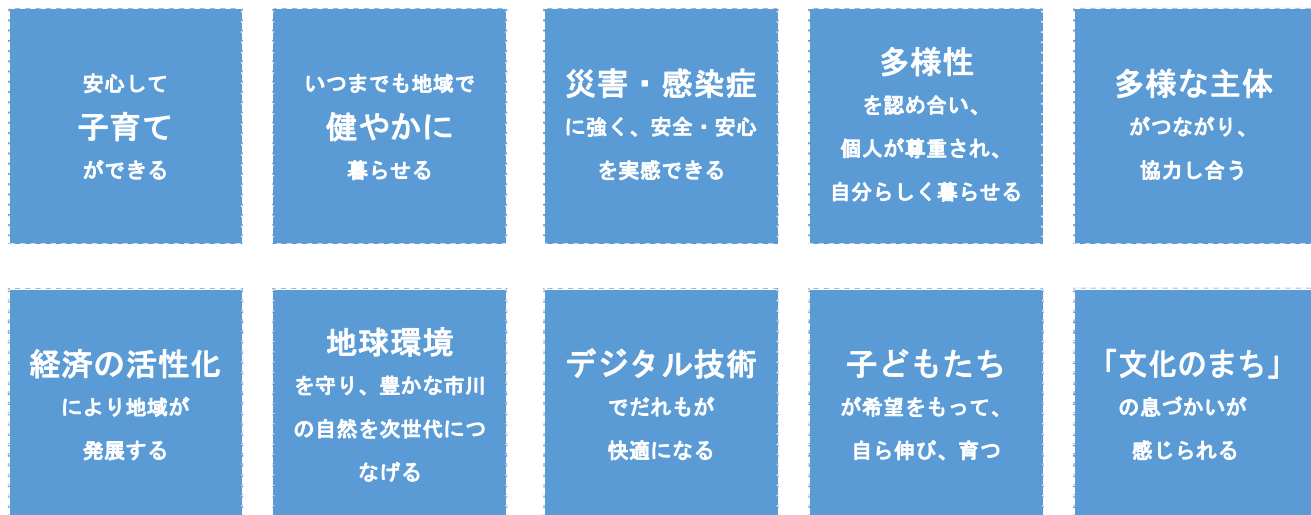 安心して
子育て
ができる
いつまでも地域で
健やかに
暮らせる
災害・感染症
に強く、安全・安心
を実感できる
多様性
を認め合い、
個人が尊重され、
自分らしく暮らせる
多様な主体
がつながり、
協力し合う
経済の活性化
により地域が
発展する
地球環境
を守り、豊かな市川
の自然を次世代につ
なげる
デジタル技術
でだれもが
快適になる
子どもたち
が希望をもって、
自ら伸び、育つ
「文化のまち」
の息づかいが
感じられる